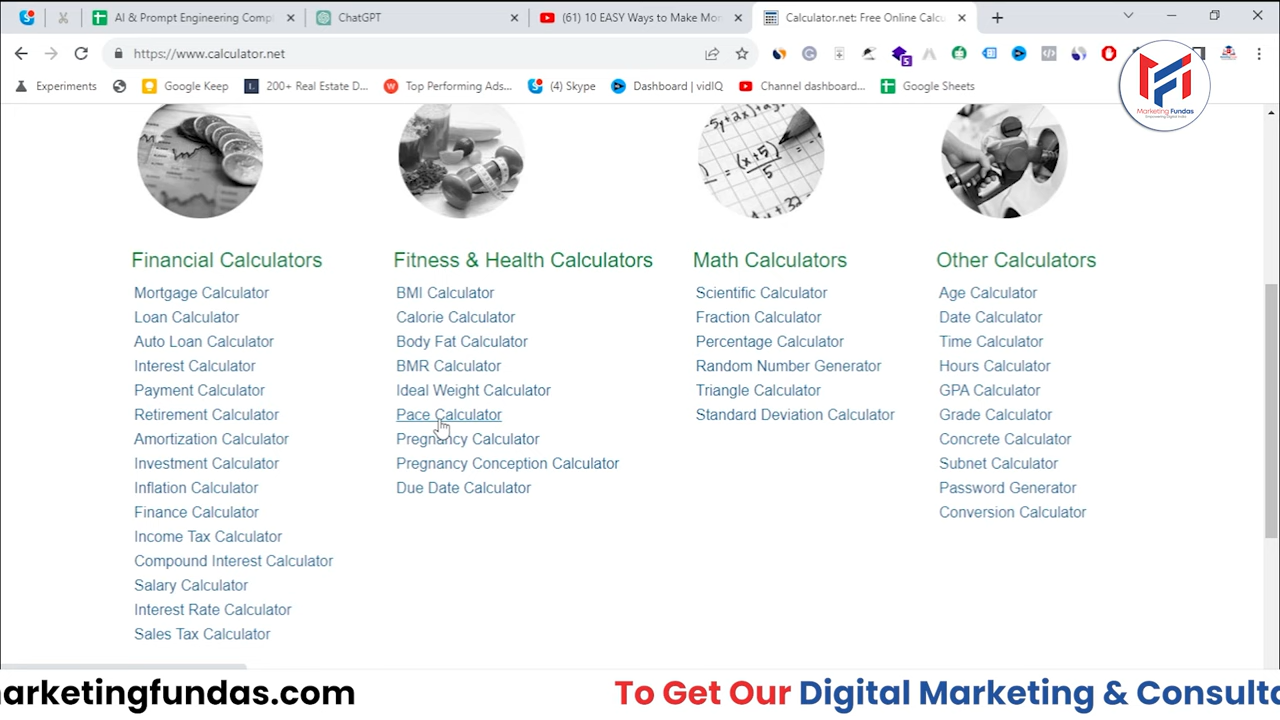 AI & Prompt Engineering Compl
ChatGPT
(61) 10 EASY Ways to Make Mon
Calculator.net: Free Online Calcu
https://www.calculator.net
Experiments
Google Keep
200+ Real Estate D...
Top Performing Ads...
(4) Skype
Dashboard | vidIQ
Channel dashboard...
Google Sheets
Marketing Fundas
Empowering Digital India
Financial Calculators
Mortgage Calculator
Loan Calculator
Auto Loan Calculator
Interest Calculator
Payment Calculator
Retirement Calculator
Amortization Calculator
Investment Calculator
Inflation Calculator
Finance Calculator
Income Tax Calculator
Compound Interest Calculator
Salary Calculator
Interest Rate Calculator
Sales Tax Calculator
Fitness & Health Calculators
BMI Calculator
Calorie Calculator
Body Fat Calculator
BMR Calculator
Ideal Weight Calculator
Pace Calculator
Pregnancy Calculator
Pregnancy Conception Calculator
Due Date Calculator
Math Calculators
Scientific Calculator
Fraction Calculator
Percentage Calculator
Random Number Generator
Triangle Calculator
Standard Deviation Calculator
Other Calculators
Age Calculator
Date Calculator
Time Calculator
Hours Calculator
GPA Calculator
Grade Calculator
Concrete Calculator
Subnet Calculator
Password Generator
Conversion Calculator
arketingfundas.com
To Get Our Digital Marketing & Consulta